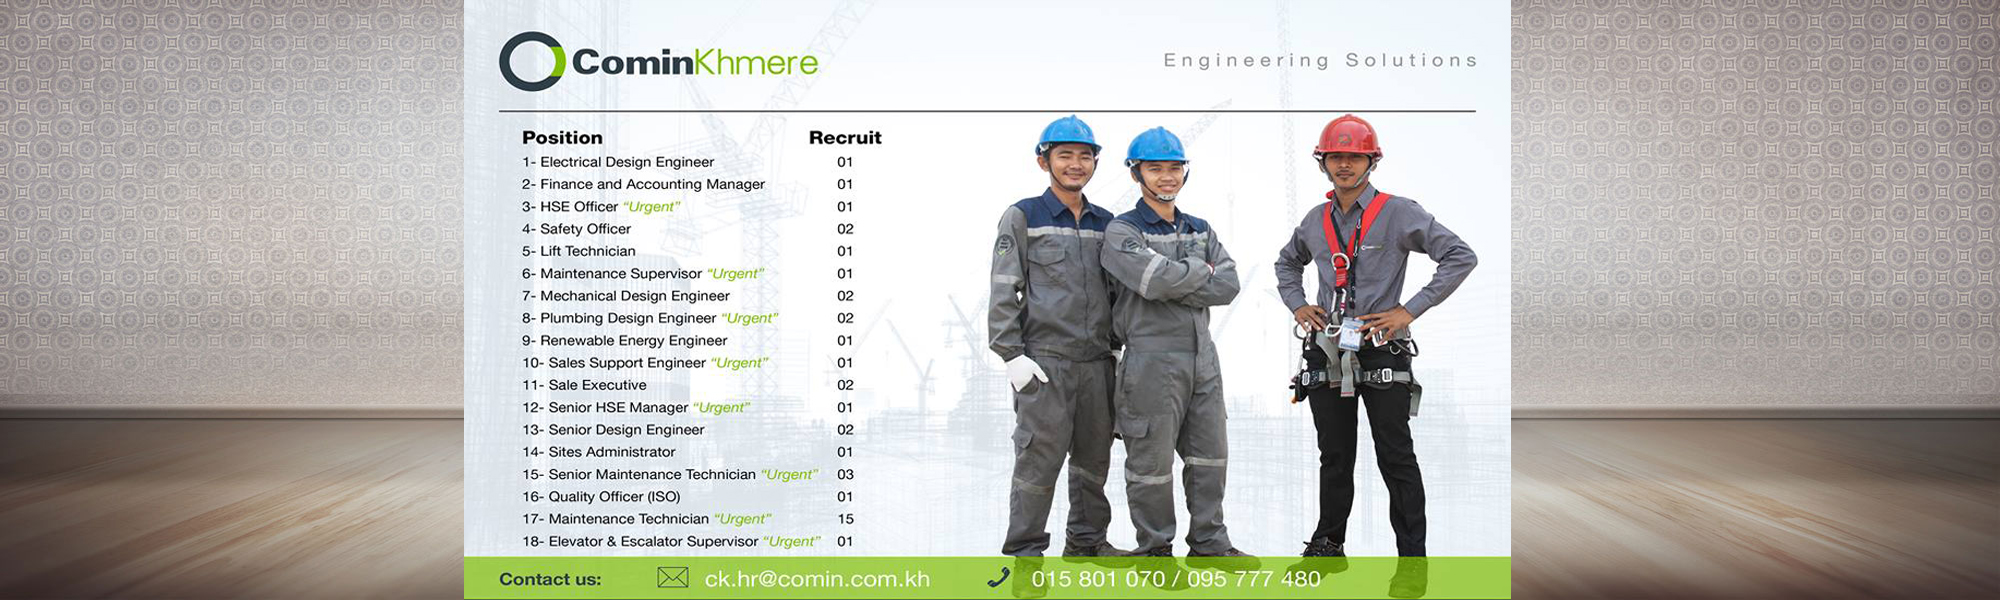 CominKhmere
Engineering Solutions
Position Recruit
1- Electrical Design Engineer 01
2- Finance and Accounting Manager 01
3- HSE Officer “Urgent” 01
4- Safety Officer 02
5- Lift Technician 01
6- Maintenance Supervisor “Urgent” 01
7- Mechanical Design Engineer 02
8- Plumbing Design Engineer “Urgent” 02
9- Renewable Energy Engineer 01
10- Sales Support Engineer “Urgent” 01
11- Sale Executive 02
12- Senior HSE Manager “Urgent” 01
13- Senior Design Engineer 02
14- Sites Administrator 01
15- Senior Maintenance Technician “Urgent” 03
16- Quality Officer (ISO) 01
17- Maintenance Technician “Urgent” 15
18- Elevator & Escalator Supervisor “Urgent” 01
Contact us: ck.hr@comin.com.kh 015 801 070 / 095 777 480